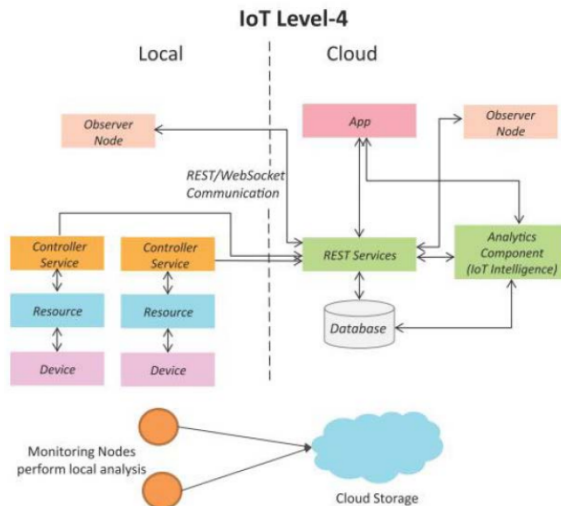 IoT Level-4
Local
Cloud
Observer
Node
App
Observer
Node
REST/WebSocket
Communication
Controller
Service
Controller
Service
REST Services
Analytics
Component
(IoT Intelligence)
Resource
Resource
Database
Device
Device
Monitoring Nodes
perform local analysis
Cloud Storage